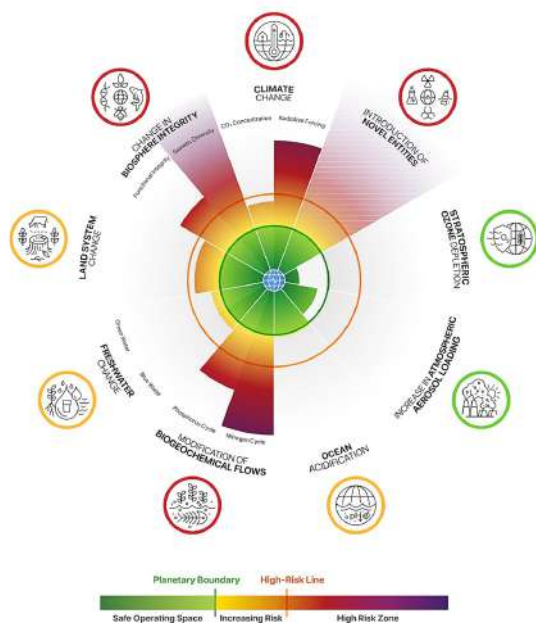 CLIMATE
CHANGE
CO₂ Concentration
Radiative Forcing
INTRODUCTION OF
NOVEL ENTITIES
STRATOSPHERIC
OZONE DEPLETION
INCREASE IN ATMOSPHERIC
AEROSOL LOADING
OCEAN
ACIDIFICATION
MODIFICATION OF
BIOGEOCHEMICAL FLOWS
Nitrogen Cycle
Phosphorus Cycle
FRESHWATER
CHANGE
Blue Water
Green Water
LAND SYSTEM
CHANGE
CHANGE IN
BIOSPHERE INTEGRITY
Functional Integrity
Genetic Diversity
Planetary Boundary
High-Risk Line
Safe Operating Space
Increasing Risk
High Risk Zone